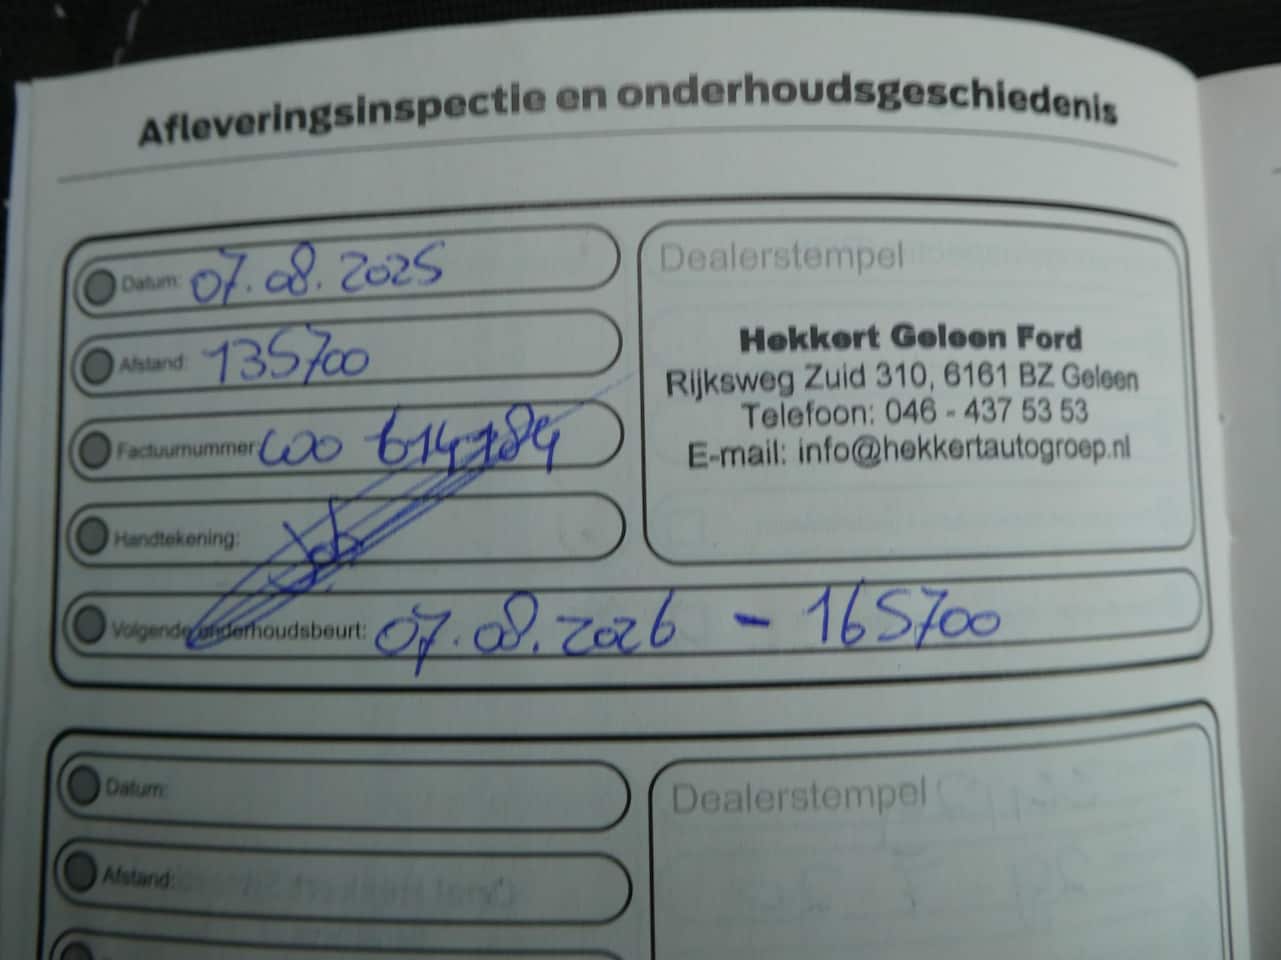 Afleveringsinspectie en onderhoudsgeschiedenis
Datum: 07.08.2025
Afstand: 135700
Factuurnummer:
Handtekening:
Volgende onderhoudsbeurt: 07.08.2026 - 165700
Dealerstempel
Hekkert Geleen Ford
Rijksweg Zuid 310, 6161 BZ Geleen
Telefoon: 046 - 437 53 53
E-mail: info@hekkertautogroep.nl
Datum:
Afstand:
Dealerstempel